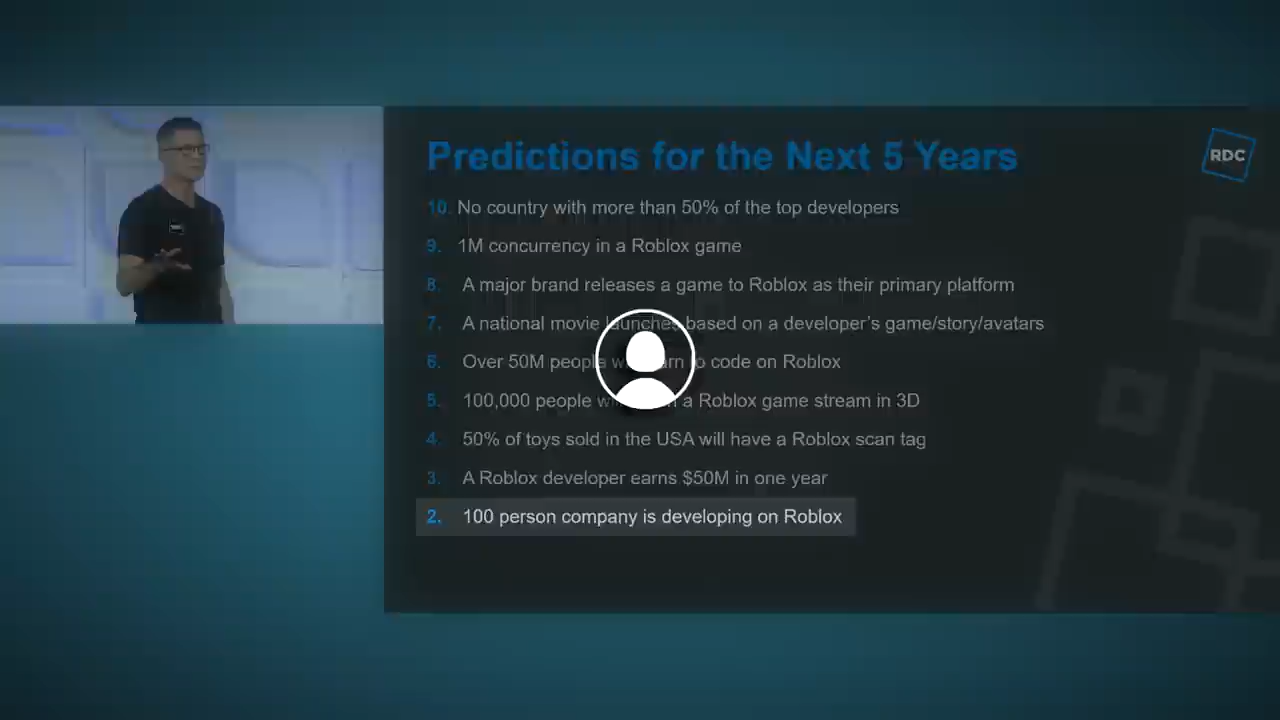 Predictions for the Next 5 Years
RDC
10. No country with more than 50% of the top developers
9. 1M concurrency in a Roblox game
8. A major brand releases a game to Roblox as their primary platform
7. A national movie launches based on a developer's game/story/avatars
6. Over 50M people to code on Roblox
5. 100,000 people a Roblox game stream in 3D
4. 50% of toys sold in the USA will have a Roblox scan tag
3. A Roblox developer earns $50M in one year
2. 100 person company is developing on Roblox